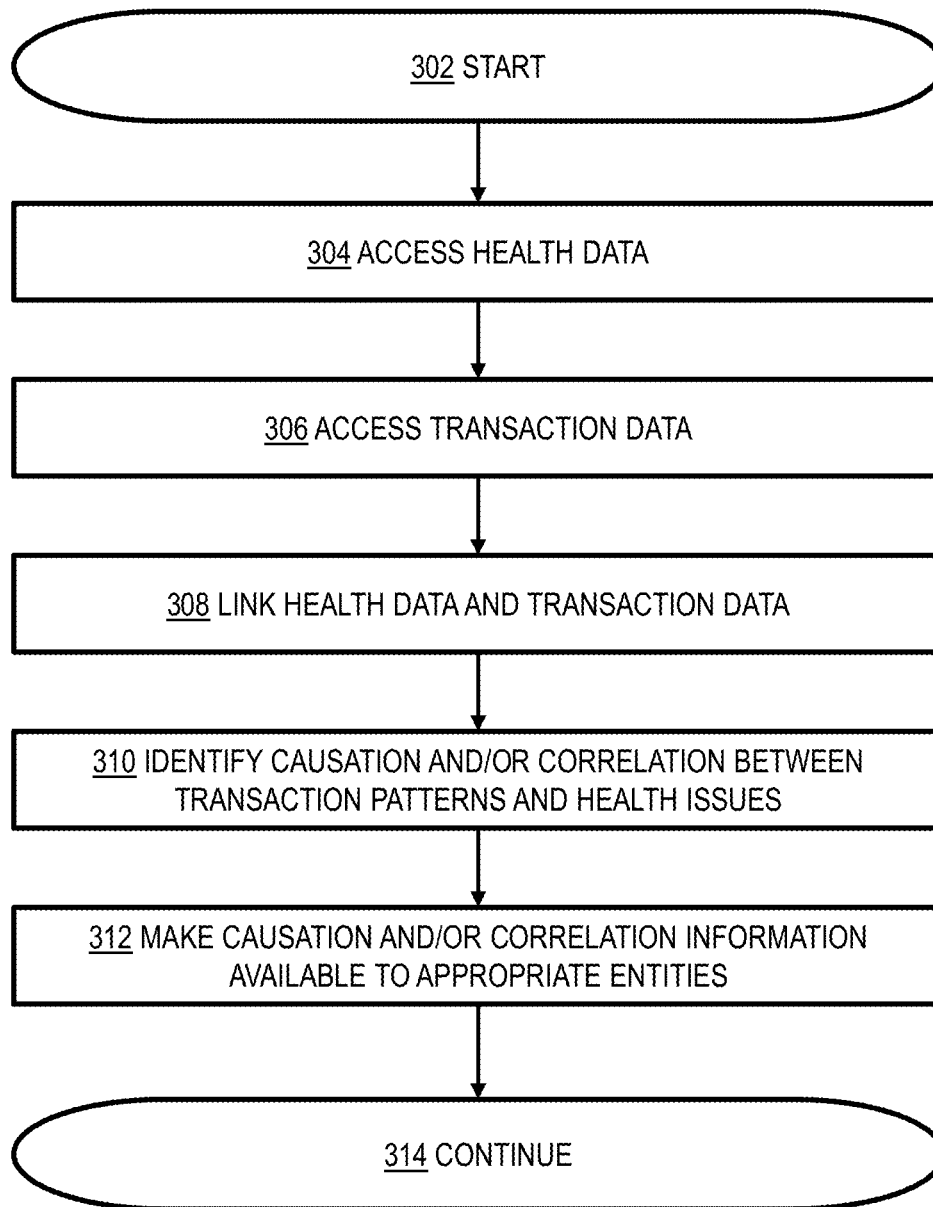 302 START
304 ACCESS HEALTH DATA
306 ACCESS TRANSACTION DATA
308 LINK HEALTH DATA AND TRANSACTION DATA
310 IDENTIFY CAUSATION AND/OR CORRELATION BETWEEN
TRANSACTION PATTERNS AND HEALTH ISSUES
312 MAKE CAUSATION AND/OR CORRELATION INFORMATION
AVAILABLE TO APPROPRIATE ENTITIES
314 CONTINUE